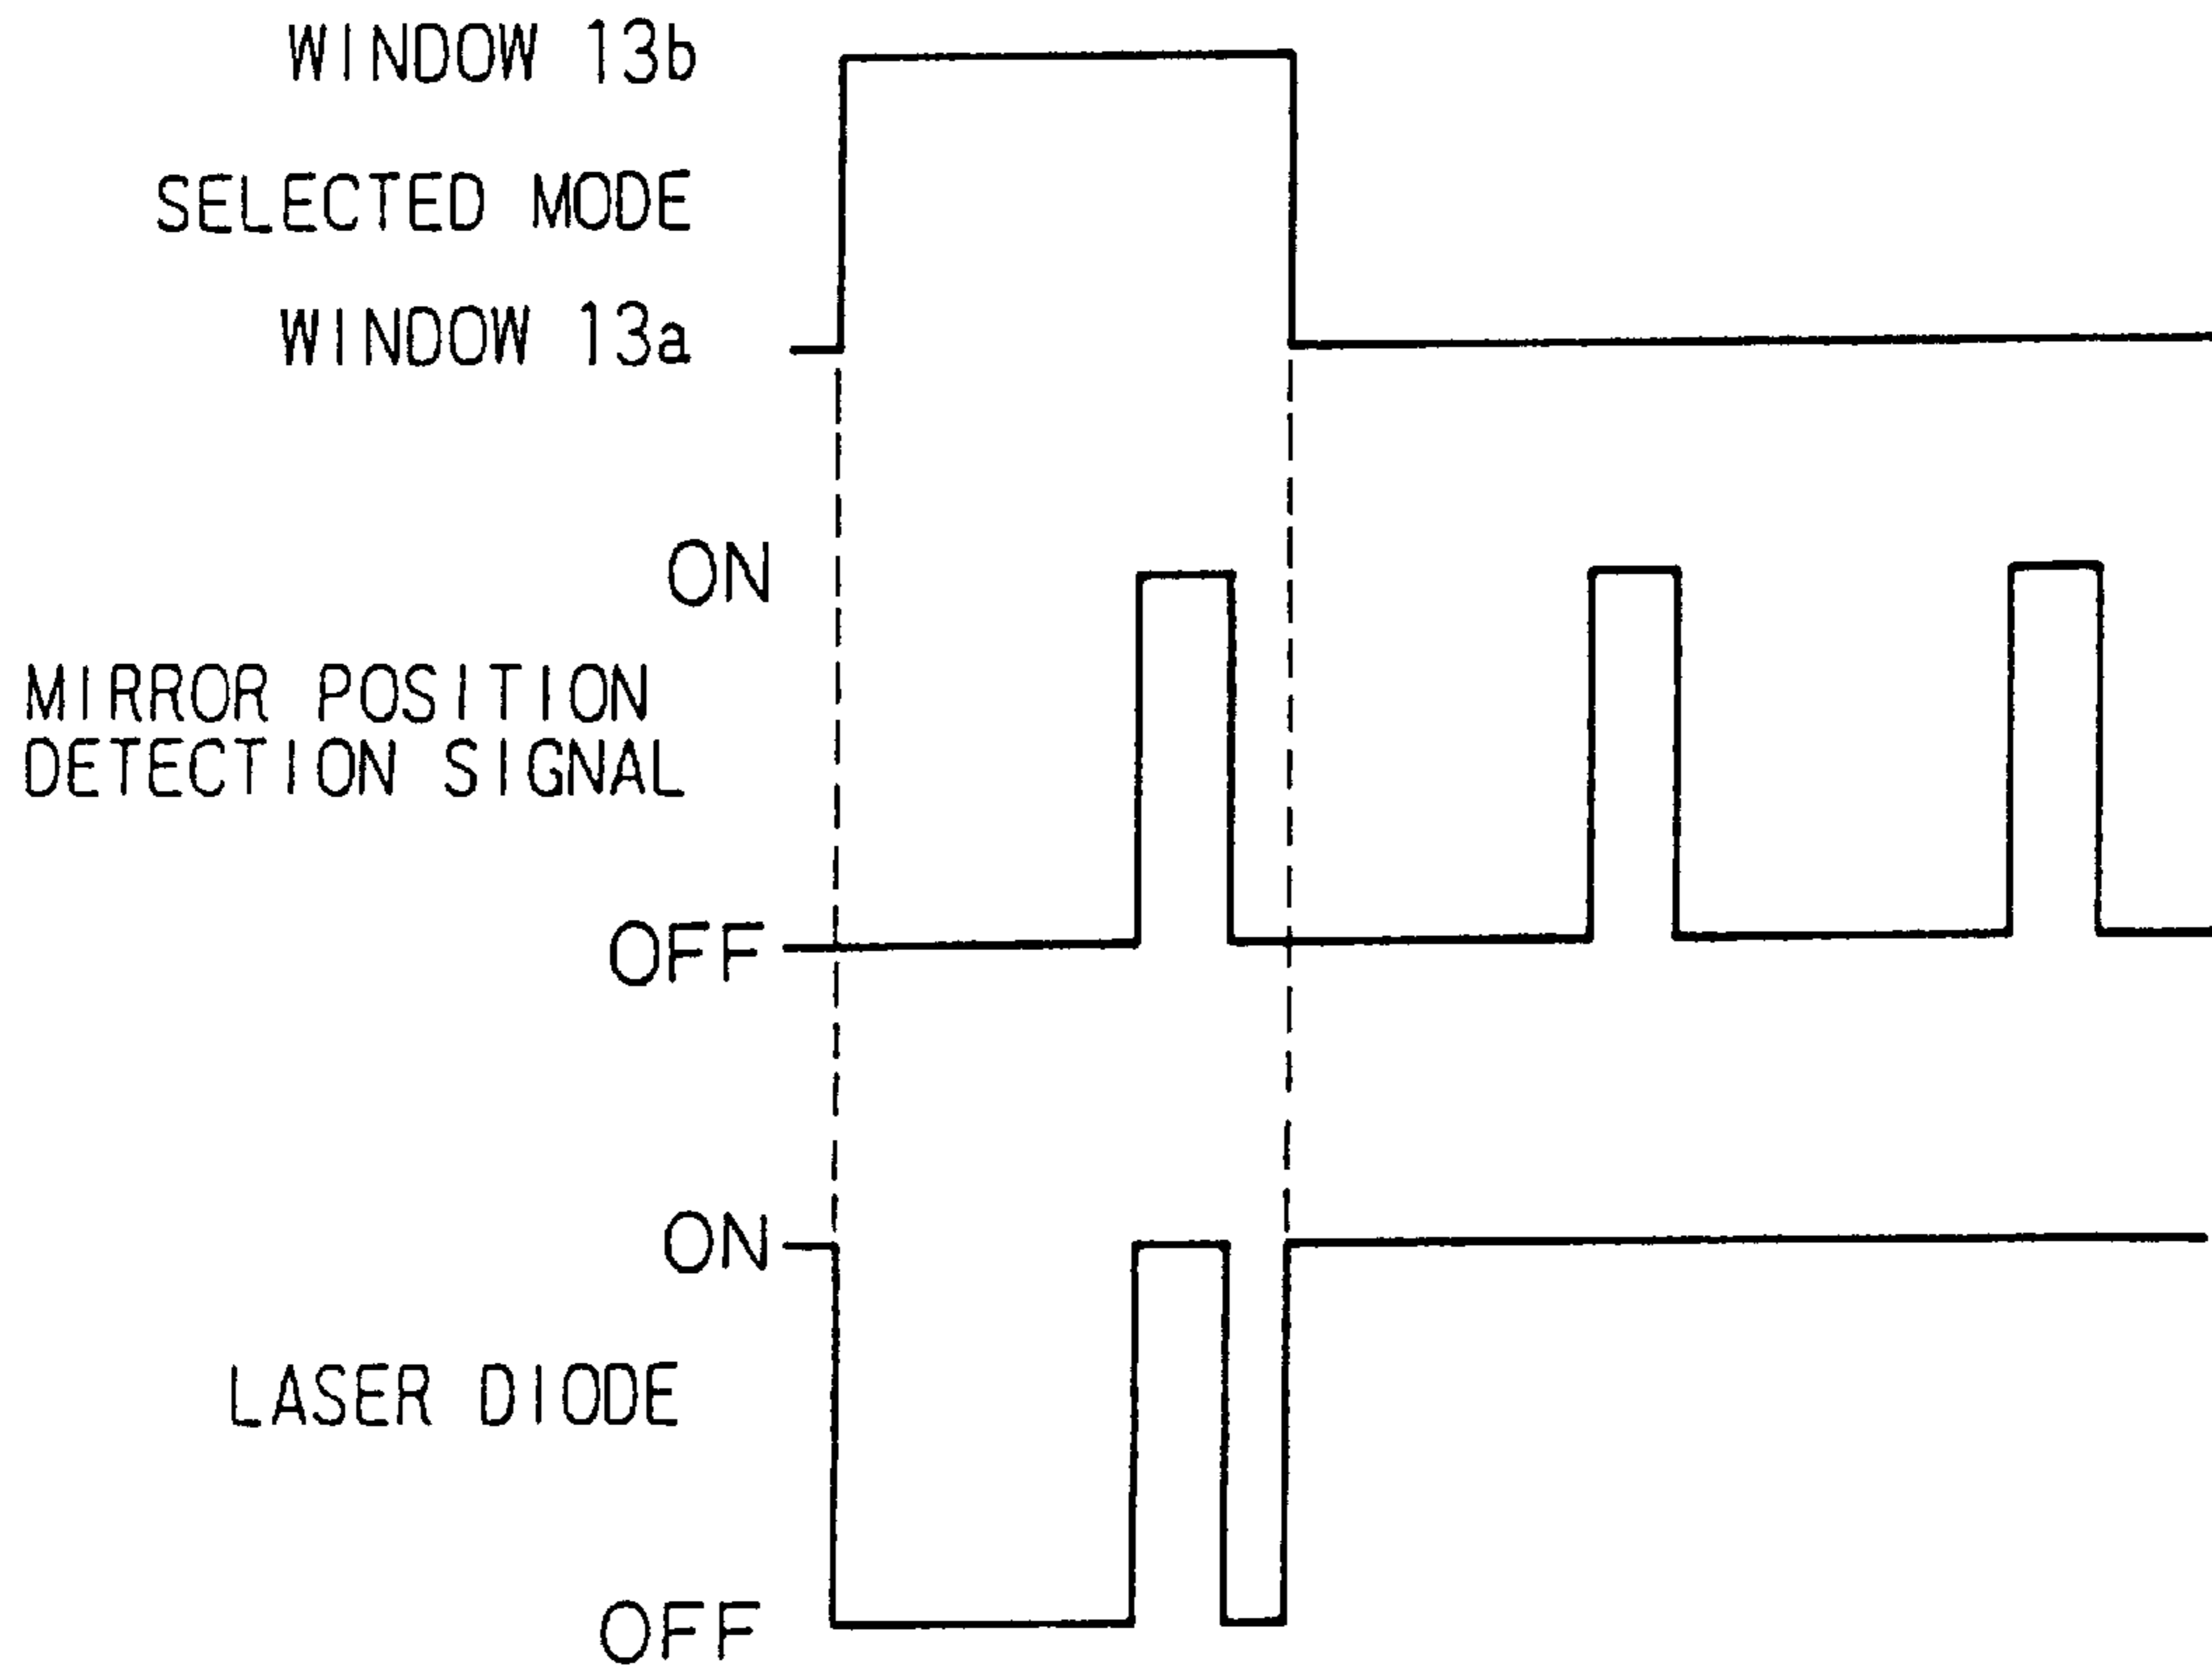 WINDOW 13b
SELECTED MODE
WINDOW 13a
ON
MIRROR POSITION
DETECTION SIGNAL
OFF
ON
LASER DIODE
OFF